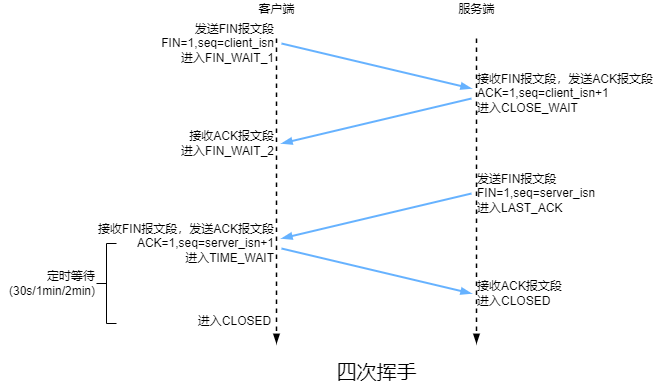 客户端
服务端
发送FIN报文段
FIN=1,seq=client_isn
进入FIN_WAIT_1
接收FIN报文段，发送ACK报文段
ACK=1,seq=client_isn+1
进入CLOSE_WAIT
接收ACK报文段
进入FIN_WAIT_2
发送FIN报文段
FIN=1,seq=server_isn
进入LAST_ACK
接收FIN报文段，发送ACK报文段
ACK=1,seq=server_isn+1
进入TIME_WAIT
定时等待
(30s/1min/2min)
接收ACK报文段
进入CLOSED
进入CLOSED
四次挥手